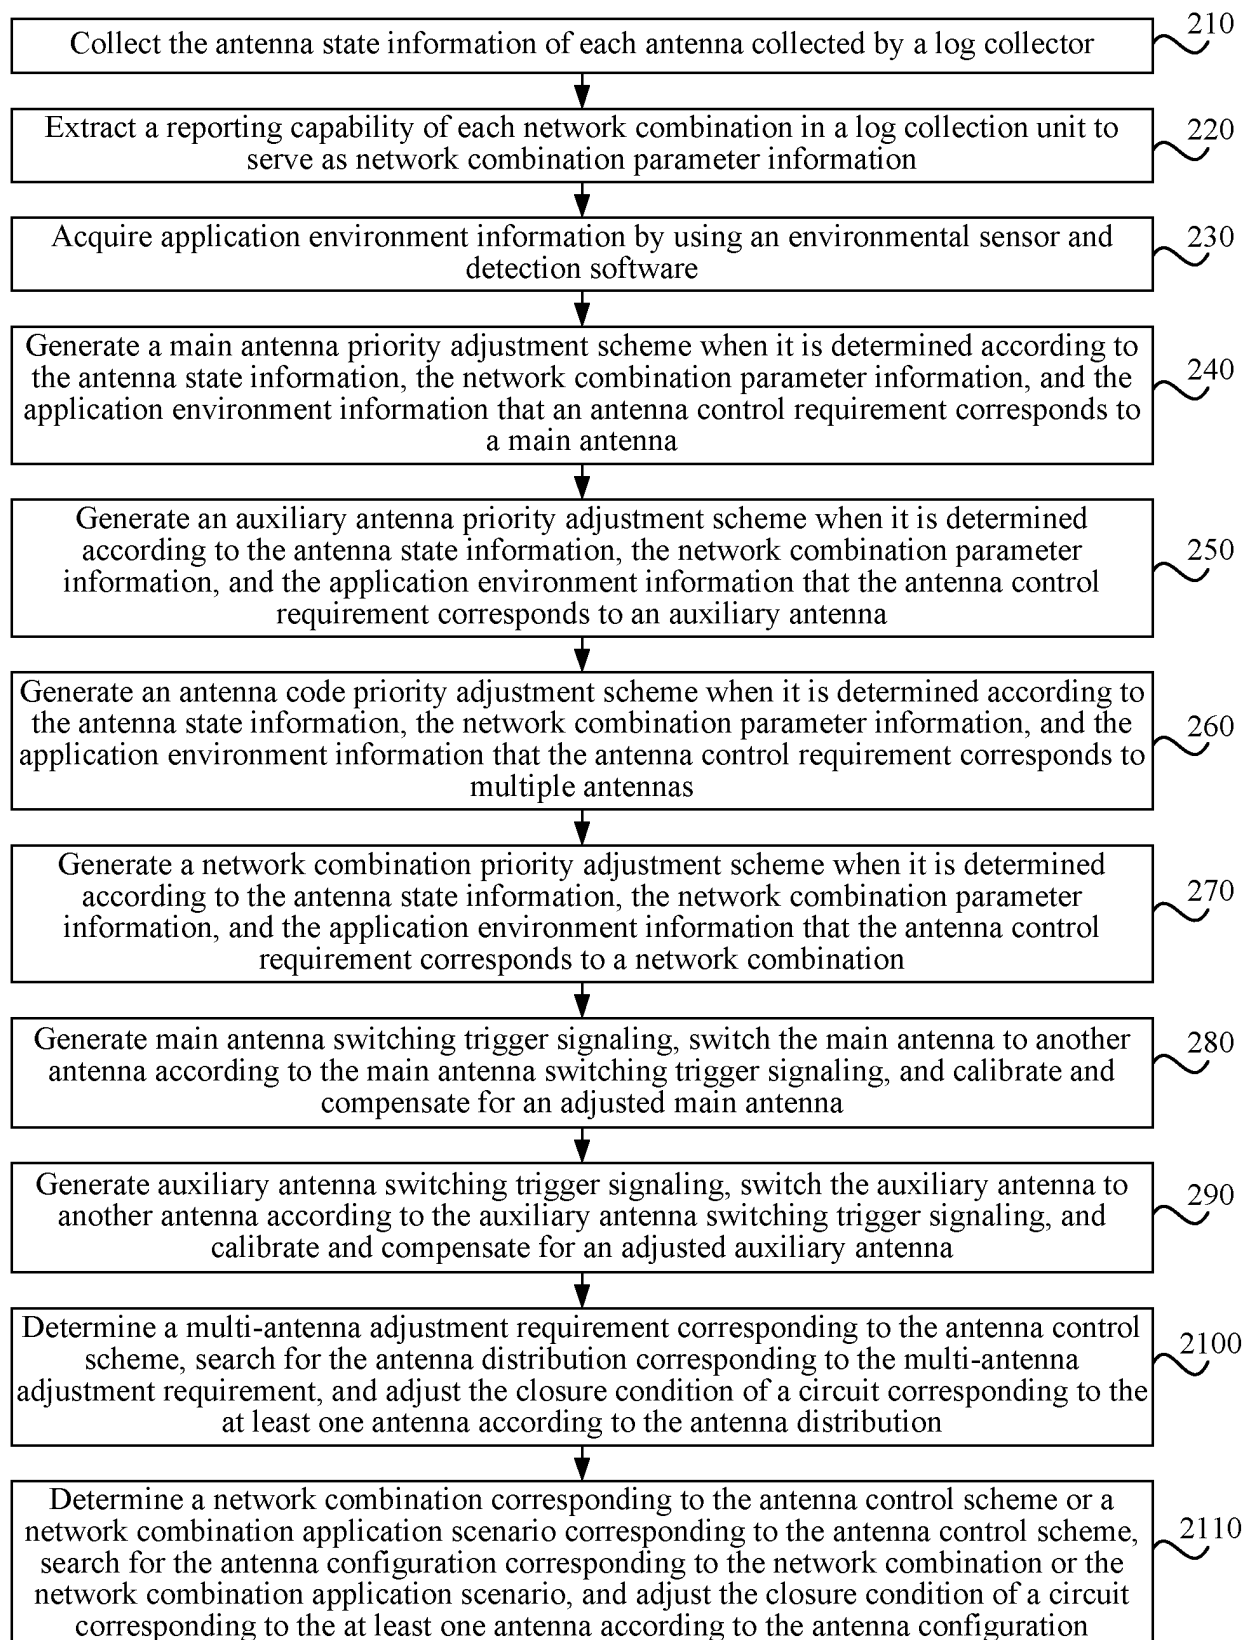 Collect the antenna state information of each antenna collected by a log collector
210
Extract a reporting capability of each network combination in a log collection unit to
serve as network combination parameter information
220
Acquire application environment information by using an environmental sensor and
detection software
230
Generate a main antenna priority adjustment scheme when it is determined according to
the antenna state information, the network combination parameter information, and the
application environment information that an antenna control requirement corresponds to
a main antenna
240
Generate an auxiliary antenna priority adjustment scheme when it is determined
according to the antenna state information, the network combination parameter
information, and the application environment information that the antenna control
requirement corresponds to an auxiliary antenna
250
Generate an antenna code priority adjustment scheme when it is determined according to
the antenna state information, the network combination parameter information, and the
application environment information that the antenna control requirement corresponds to
multiple antennas
260
Generate a network combination priority adjustment scheme when it is determined
according to the antenna state information, the network combination parameter
information, and the application environment information that the antenna control
requirement corresponds to a network combination
270
Generate main antenna switching trigger signaling, switch the main antenna to another
antenna according to the main antenna switching trigger signaling, and calibrate and
compensate for an adjusted main antenna
280
Generate auxiliary antenna switching trigger signaling, switch the auxiliary antenna to
another antenna according to the auxiliary antenna switching trigger signaling, and
calibrate and compensate for an adjusted auxiliary antenna
290
Determine a multi-antenna adjustment requirement corresponding to the antenna control
scheme, search for the antenna distribution corresponding to the multi-antenna
adjustment requirement, and adjust the closure condition of a circuit corresponding to the
at least one antenna according to the antenna distribution
2100
Determine a network combination corresponding to the antenna control scheme or a
network combination application scenario corresponding to the antenna control scheme,
search for the antenna configuration corresponding to the network combination or the
network combination application scenario, and adjust the closure condition of a circuit
corresponding to the at least one antenna according to the antenna configuration
2110